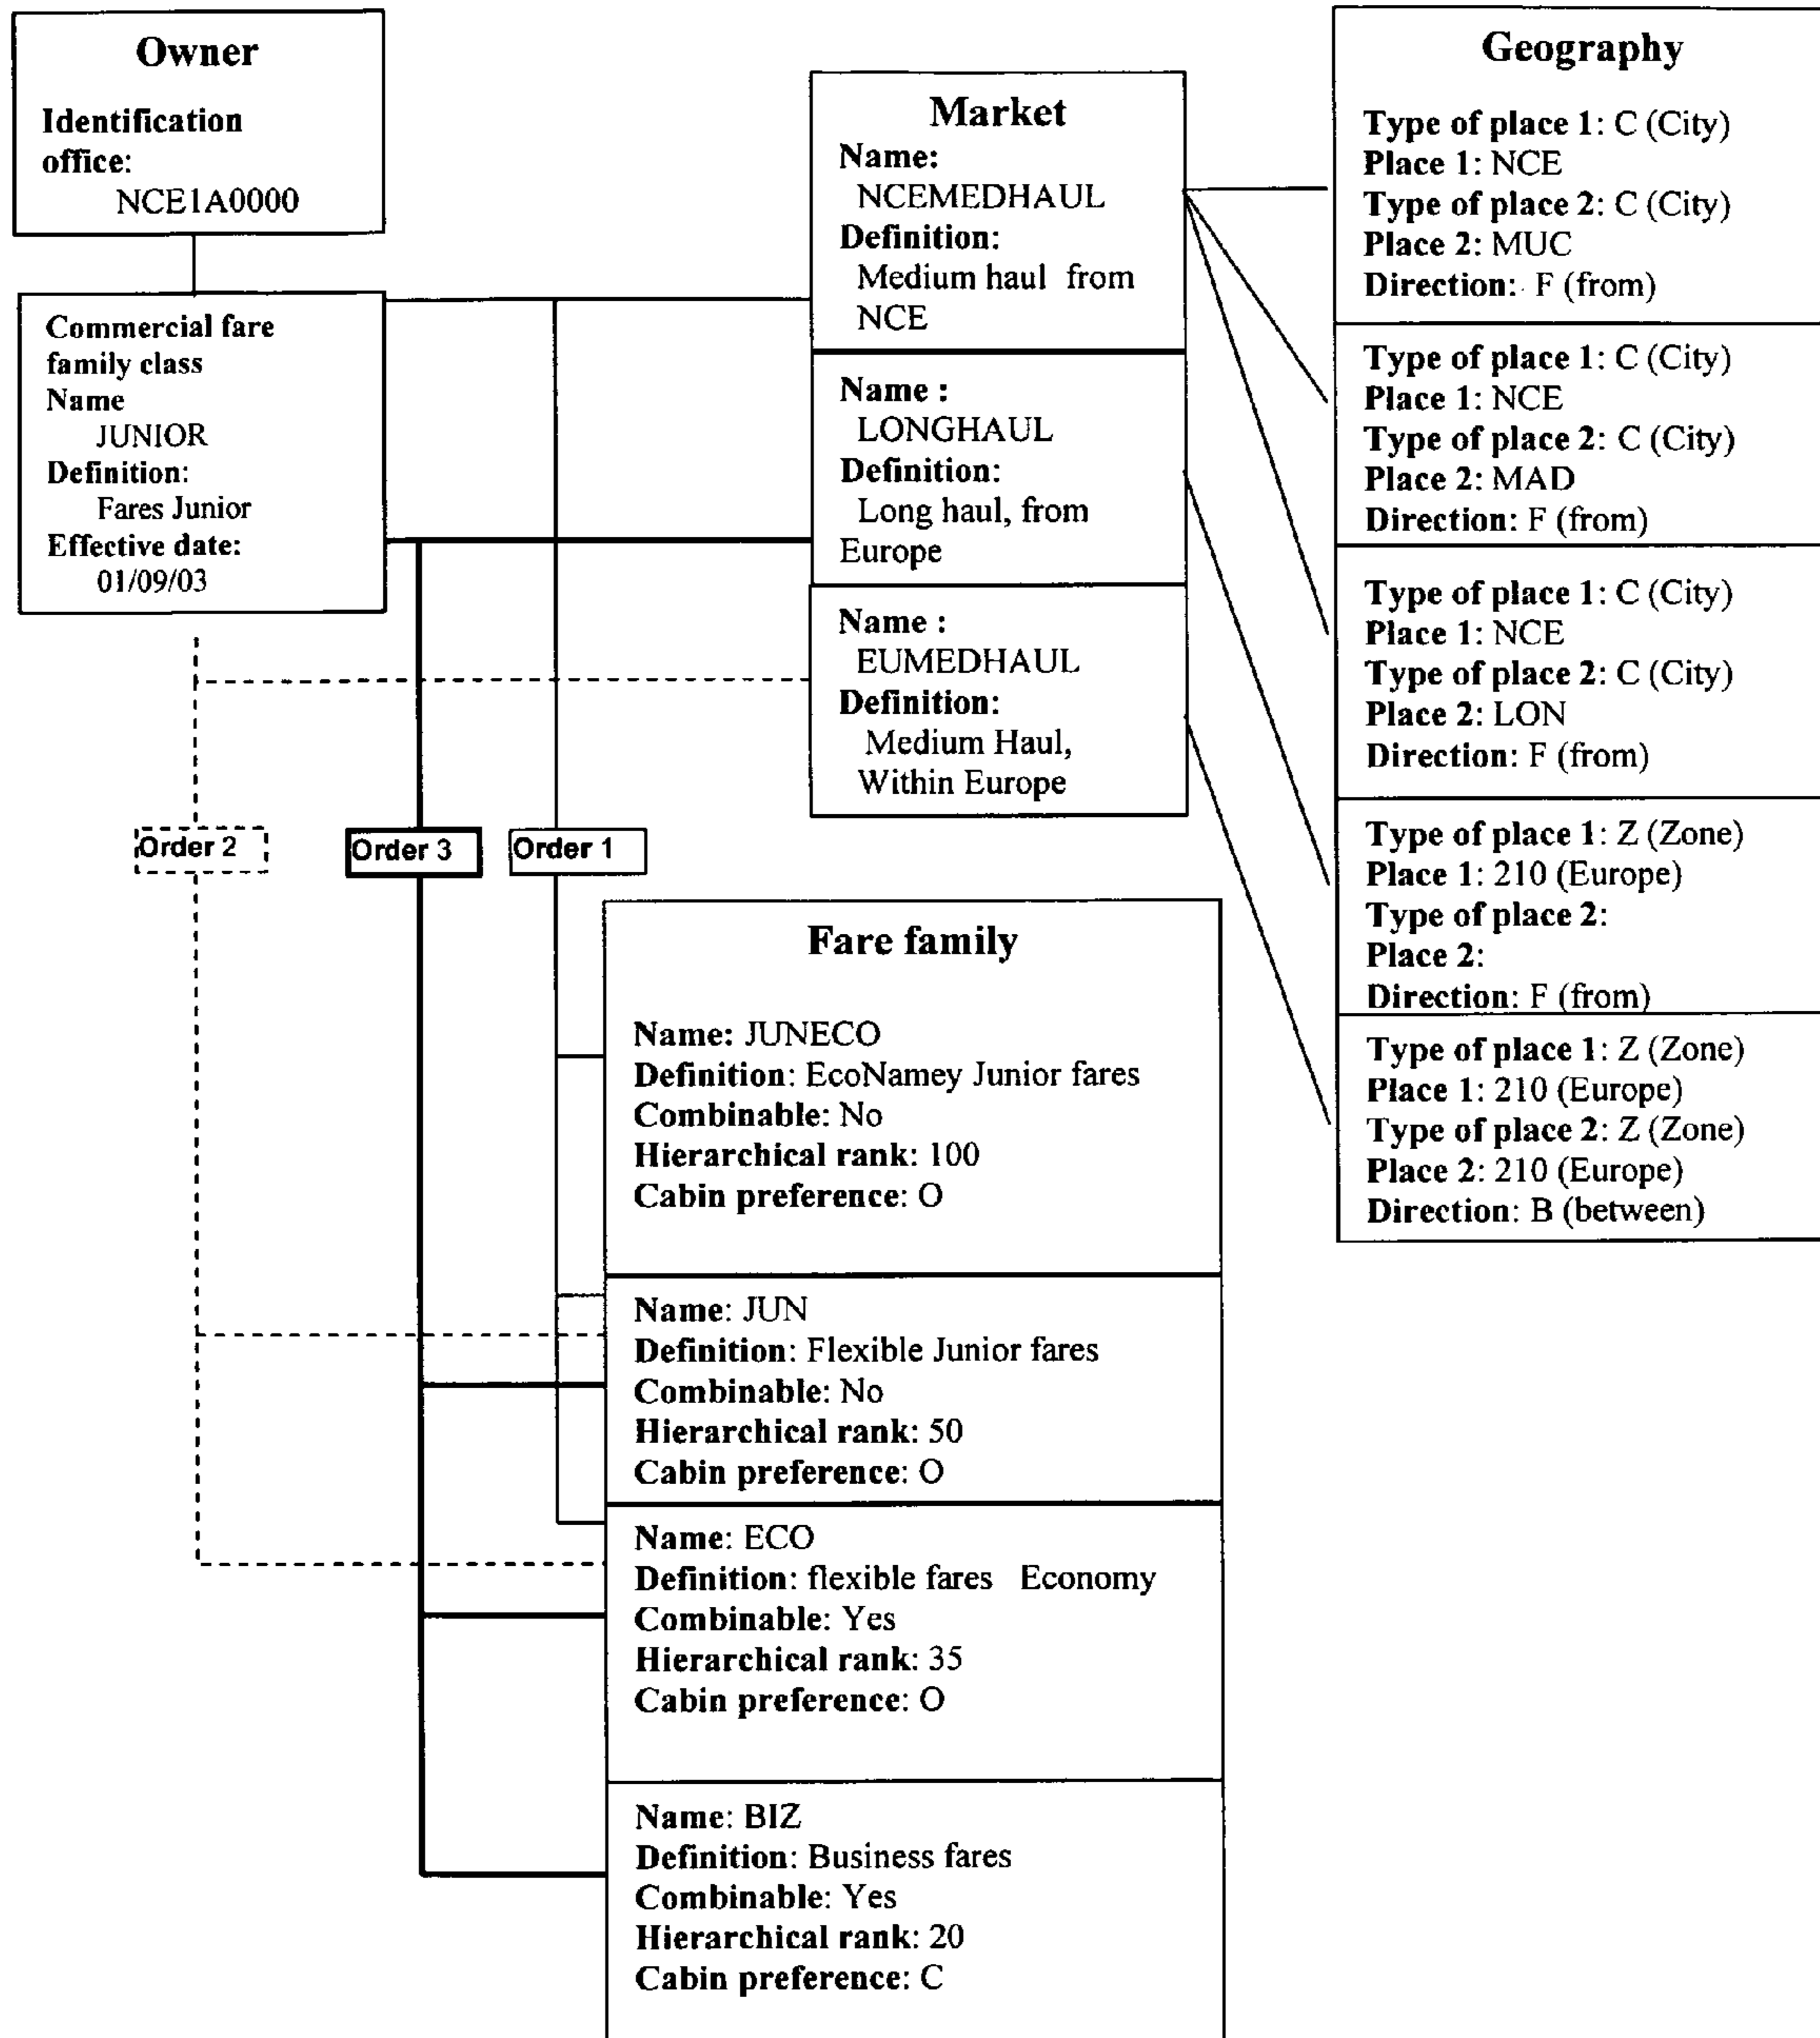 Owner
Identification
office:
NCE1A0000
Commercial fare
family class
Name
JUNIOR
Definition:
Fares Junior
Effective date:
01/09/03
Market
Name:
NCEMEDHAUL
Definition:
Medium haul from
NCE
Name :
LONGHAUL
Definition:
Long haul, from
Europe
Name :
EUMEDHAUL
Definition:
Medium Haul,
Within Europe
Geography
Type of place 1: C (City)
Place 1: NCE
Type of place 2: C (City)
Place 2: MUC
Direction: F (from)
Type of place 1: C (City)
Place 1: NCE
Type of place 2: C (City)
Place 2: MAD
Direction: F (from)
Type of place 1: C (City)
Place 1: NCE
Type of place 2: C (City)
Place 2: LON
Direction: F (from)
Type of place 1: Z (Zone)
Place 1: 210 (Europe)
Type of place 2:
Place 2:
Direction: F (from)
Type of place 1: Z (Zone)
Place 1: 210 (Europe)
Type of place 2: Z (Zone)
Place 2: 210 (Europe)
Direction: B (between)
Order 2
Order 3
Order 1
Fare family
Name: JUNECO
Definition: EcoNamey Junior fares
Combinable: No
Hierarchical rank: 100
Cabin preference: O
Name: JUN
Definition: Flexible Junior fares
Combinable: No
Hierarchical rank: 50
Cabin preference: O
Name: ECO
Definition: flexible fares Economy
Combinable: Yes
Hierarchical rank: 35
Cabin preference: O
Name: BIZ
Definition: Business fares
Combinable: Yes
Hierarchical rank: 20
Cabin preference: C